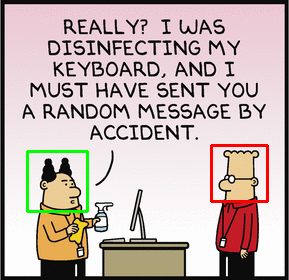 REALLY? I WAS
DISINFECTING MY
KEYBOARD, AND I
MUST HAVE SENT YOU
A RANDOM MESSAGE BY
ACCIDENT.